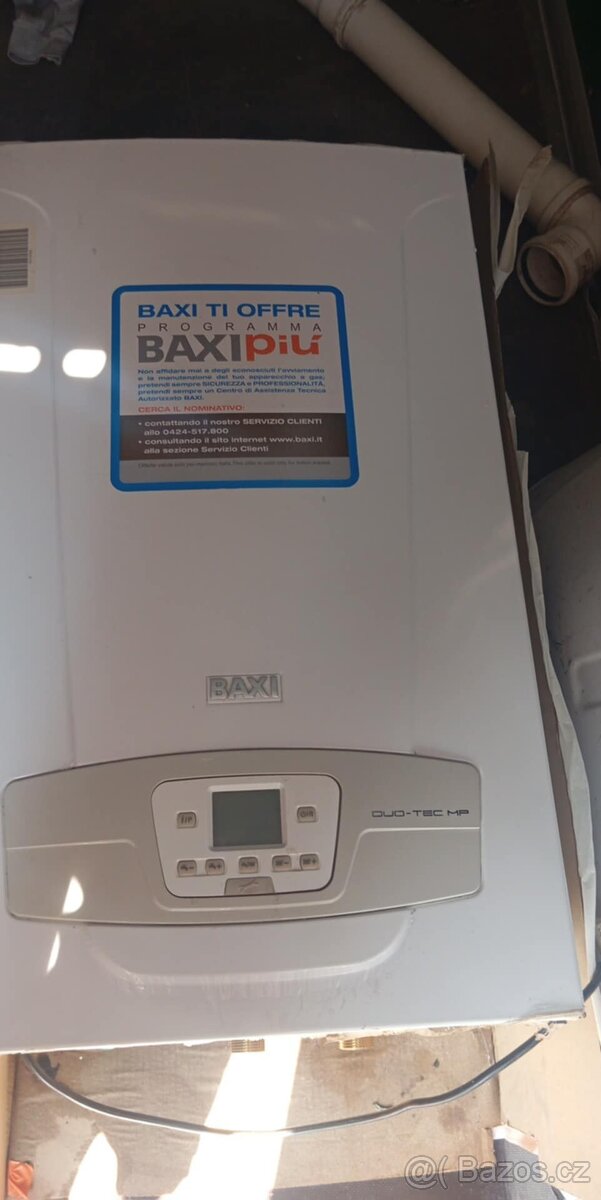 BAXI TI OFFRE
PROGRAMMA
BAXIpiù
Non affidare mai a degli sconosciuti l'avviamento
e la manutenzione del tuo apparecchio a gas,
pretendi sempre SICUREZZA e PROFESSIONALITÀ,
pretendi sempre un Centro di Assistenza Tecnica
Autorizzato BAXI.
CERCA IL NOMINATIVO:
• contattando il nostro SERVIZIO CLIENTI
allo 0424-517.800
• consultando il sito internet www.baxi.it
alla sezione Servizio Clienti
BAXI
DUO-TEC MP
i/P
Bazos.cz